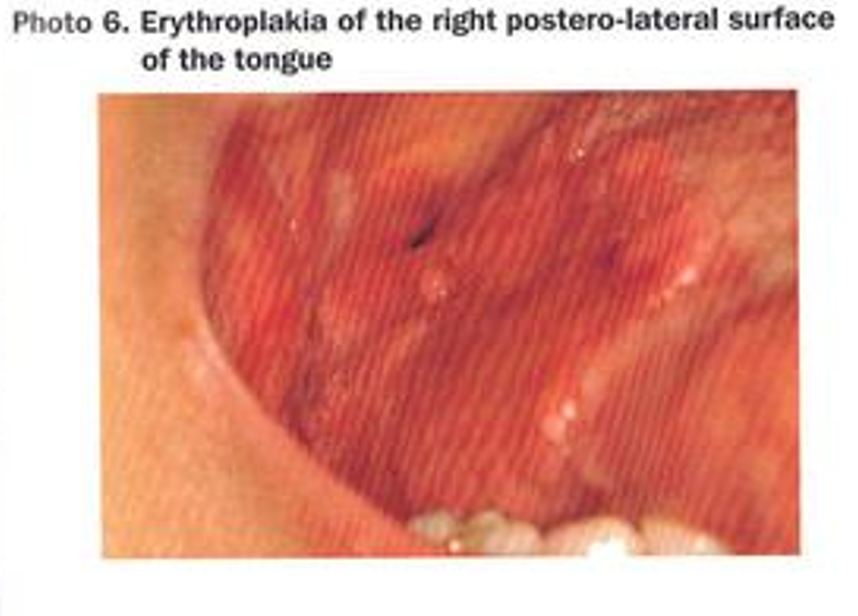 Photo 6. Erythroplakia of the right postero-lateral surface
of the tongue